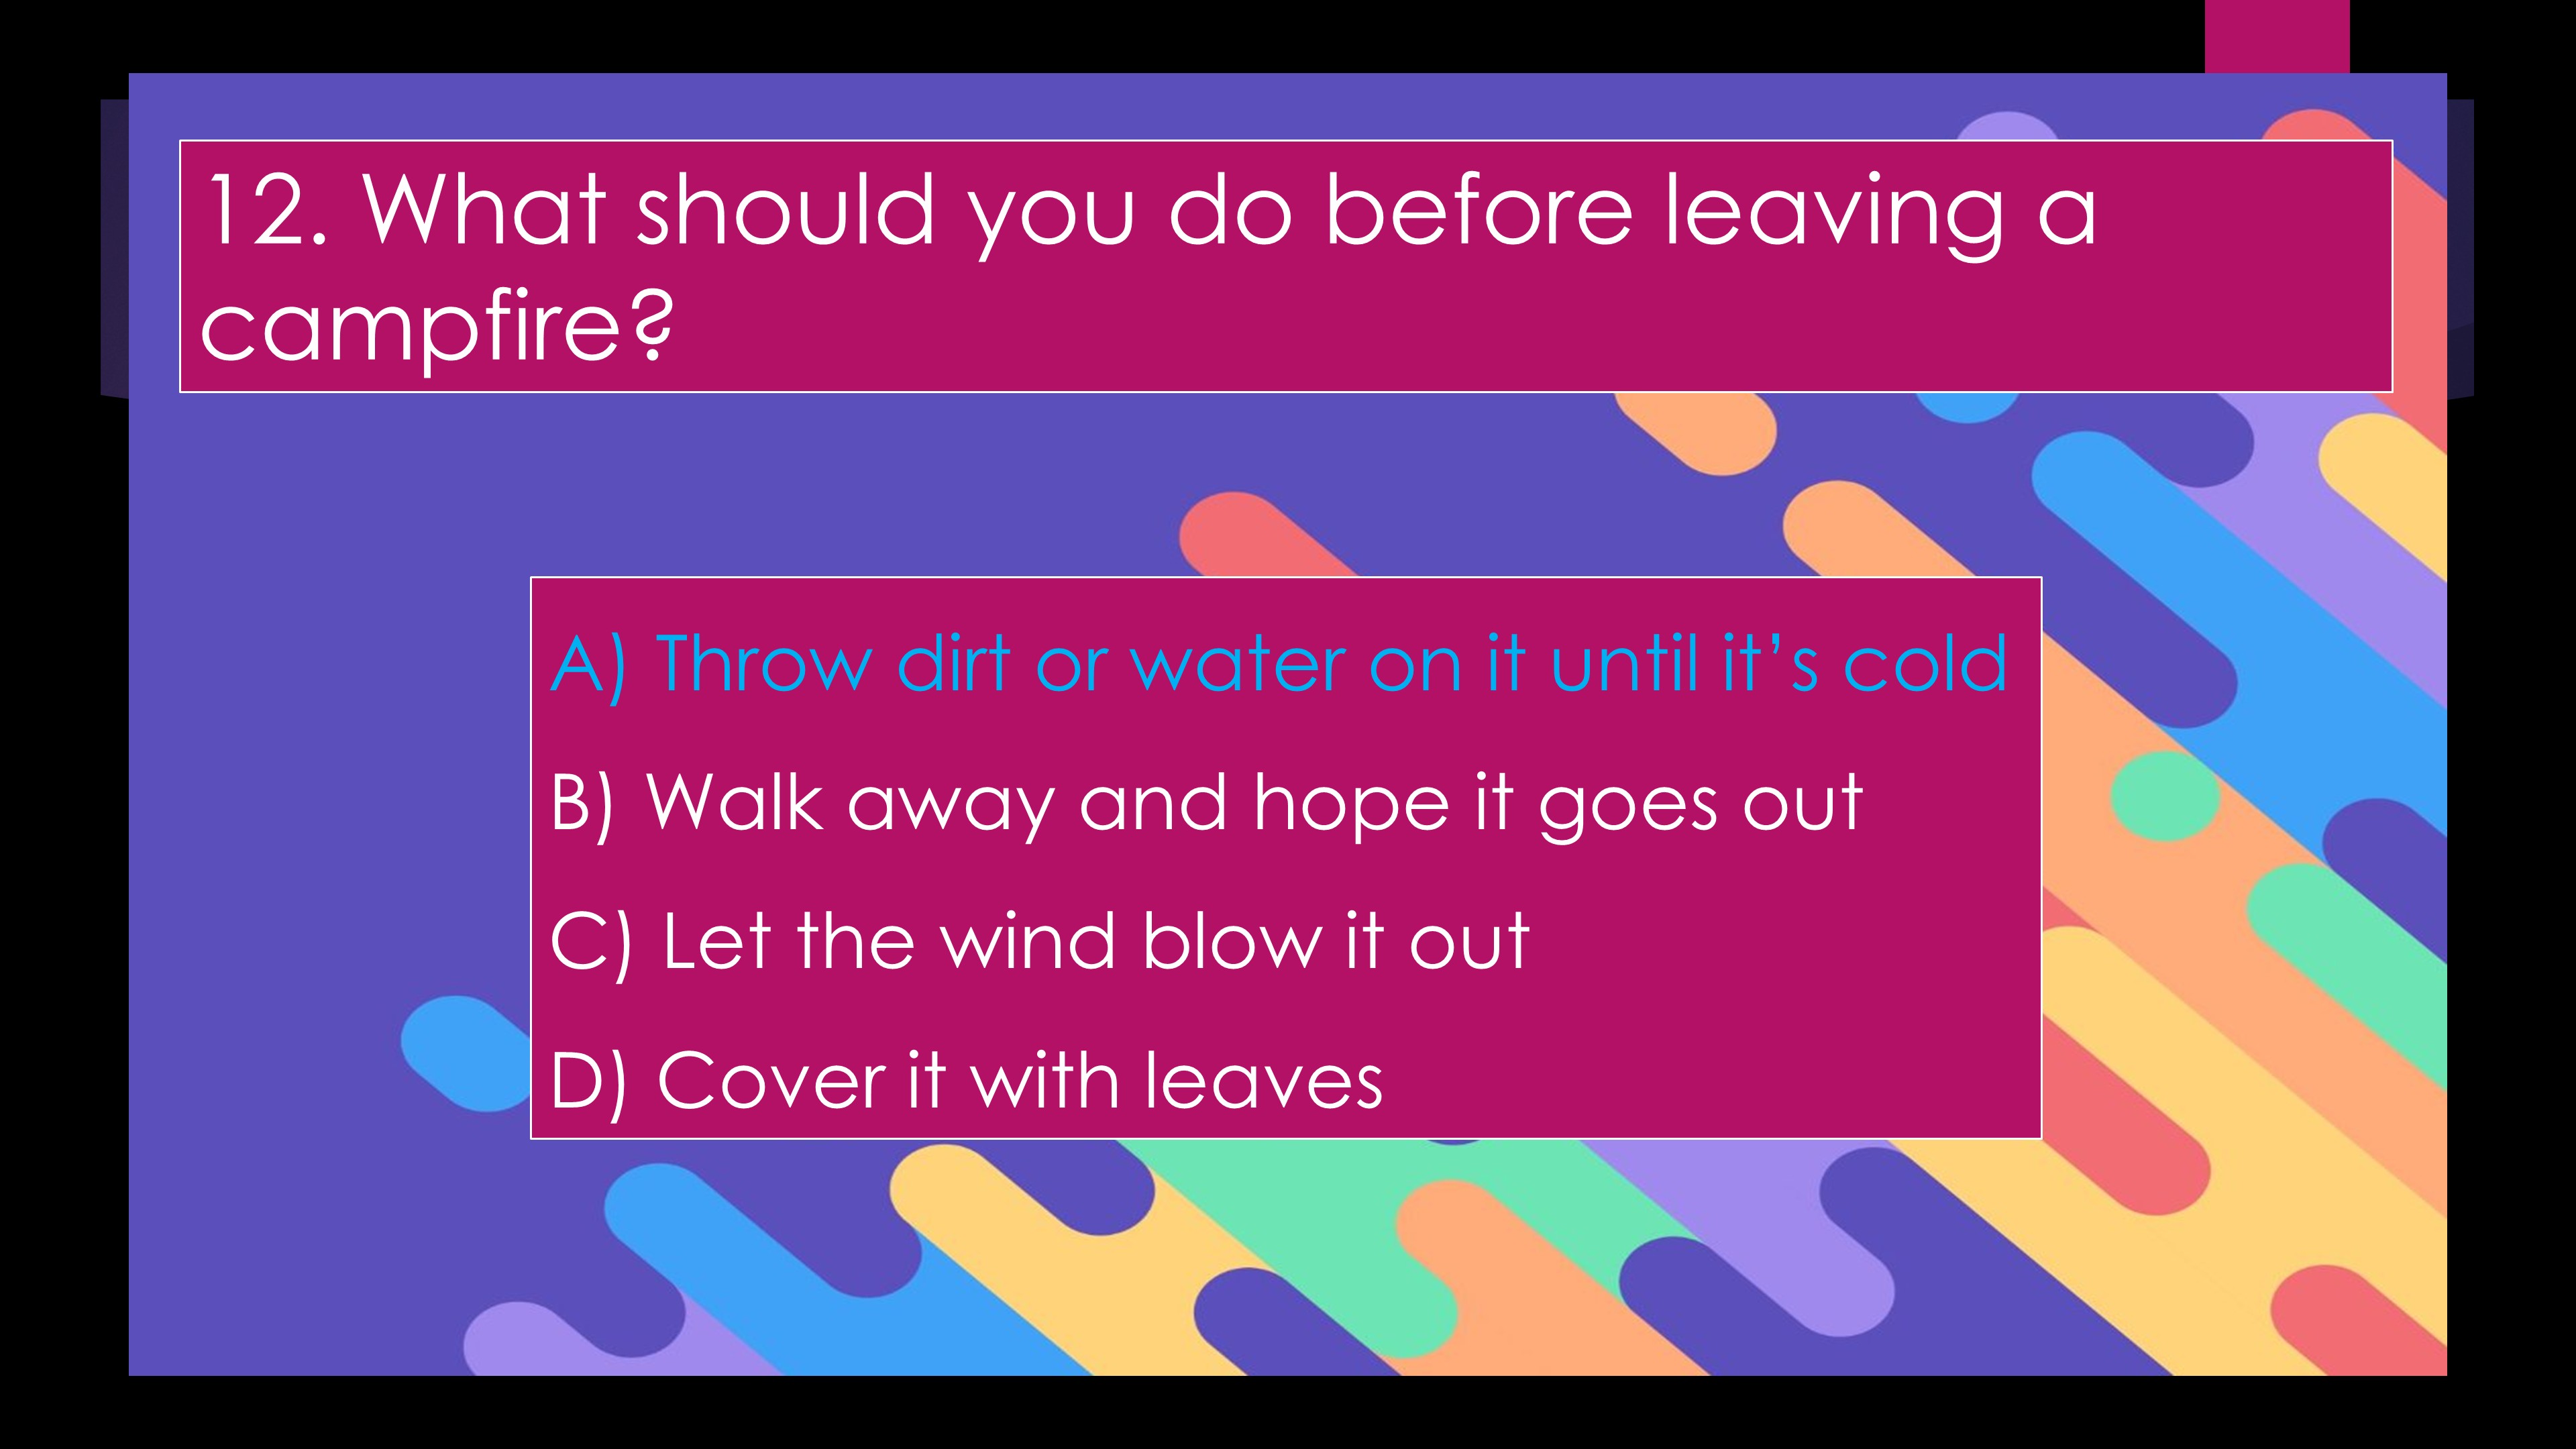 12. What should you do before leaving a
campfire?
A) Throw dirt or water on it until it’s cold
B) Walk away and hope it goes out
C) Let the wind blow it out
D) Cover it with leaves